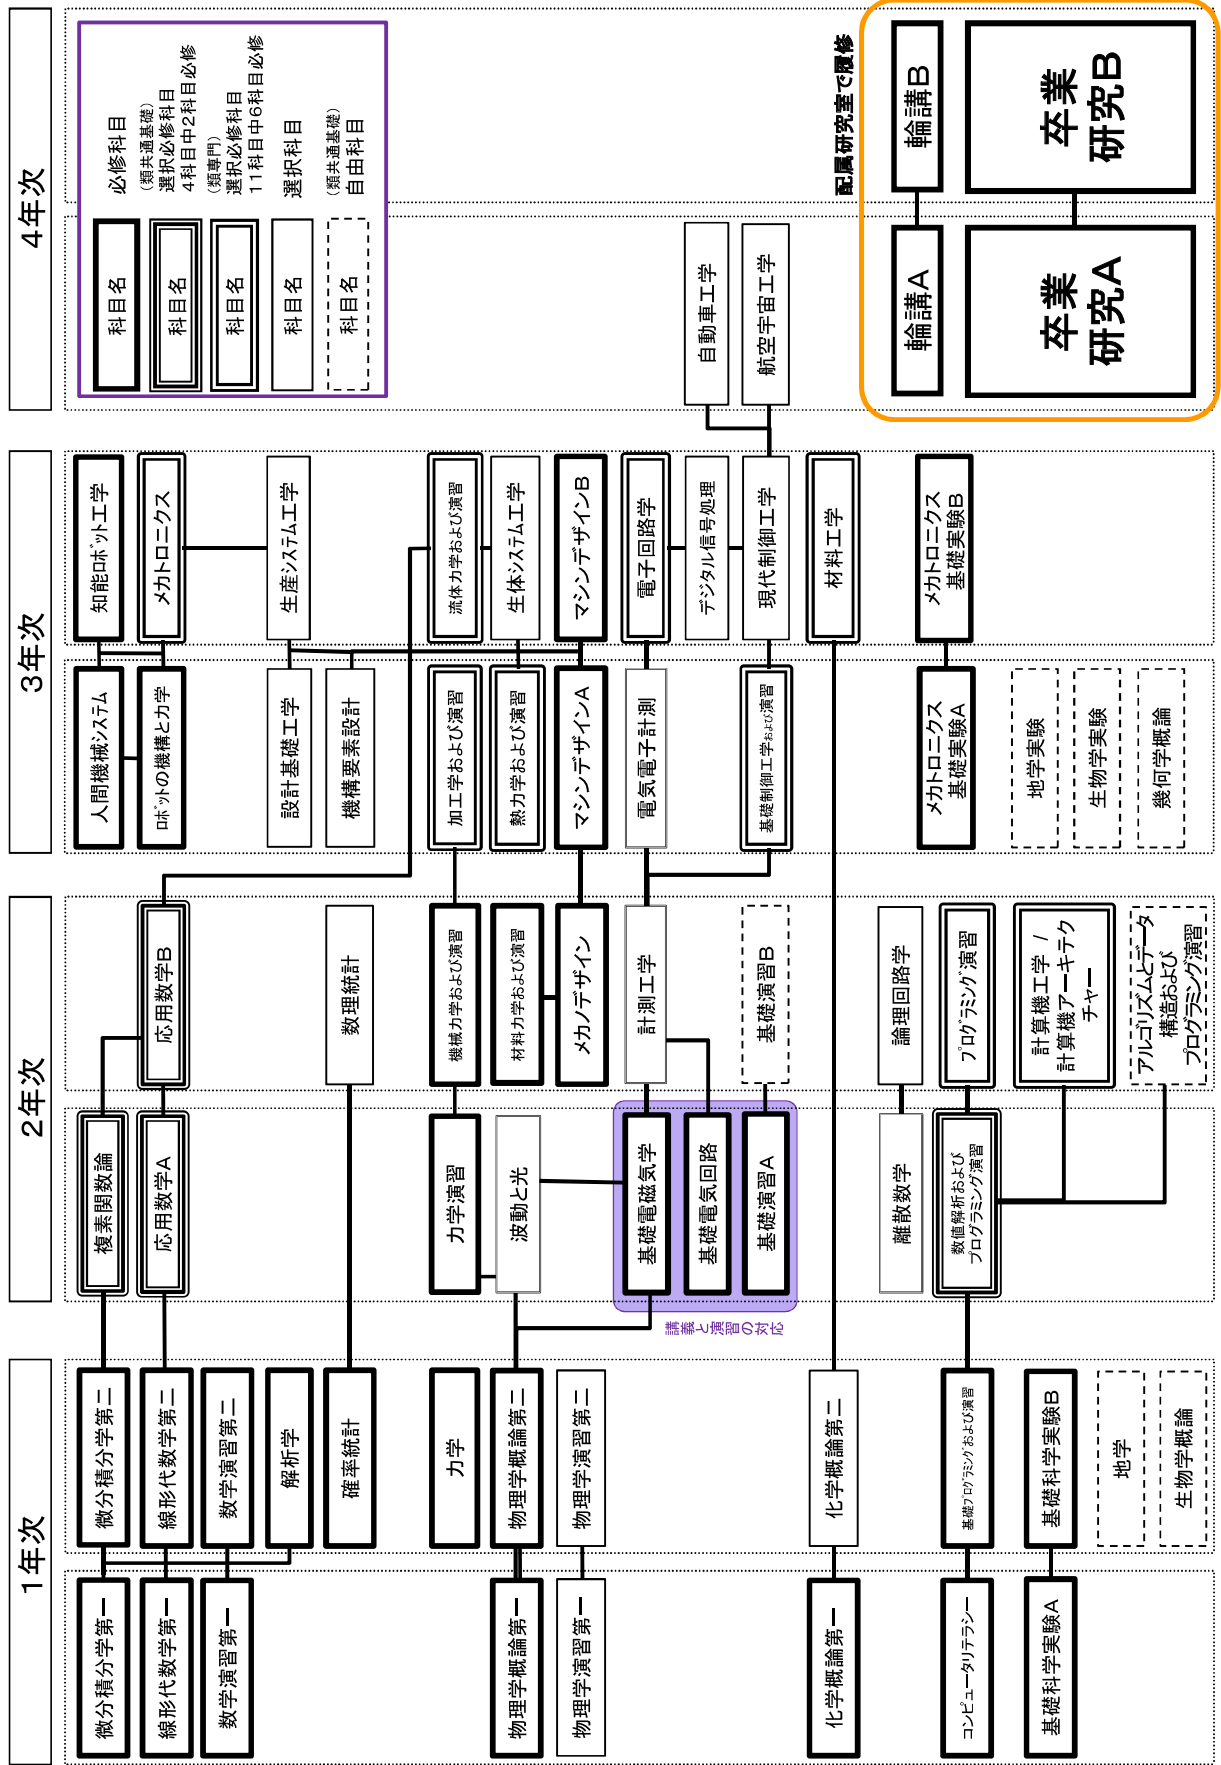 1年次
2年次
3年次
4年次
微分積分学第一
線形代数学第一
数学演習第一
物理学概論第一
物理学演習第一
化学概論第一
コンピュータリテラシー
基礎科学実験A
微分積分学第二
線形代数学第二
数学演習第二
解析学
確率統計
力学
物理学概論第二
物理学演習第二
化学概論第二
基礎プログラミングおよび演習
基礎科学実験B
地学
生物学概論
複素関数論
応用数学A
力学演習
波動と光
基礎電磁気学
基礎電気回路
基礎演習A
講義と演習の対応
離散数学
数値解析および
プログラミング演習
応用数学B
数理統計
機械力学および演習
材料力学および演習
メカノデザイン
計測工学
基礎演習B
論理回路学
プログラミング演習
計算機工学 /
計算機アーキテク
チャー
アルゴリズムとデータ
構造および
プログラミング演習
人間機械システム
ロボットの機構と力学
設計基礎工学
機構要素設計
加工学および演習
熱力学および演習
マシンデザインA
電気電子計測
基礎制御工学および演習
メカトロニクス
基礎実験A
地学実験
生物学実験
幾何学概論
知能ロボット工学
メカトロニクス
生産システム工学
流体力学および演習
生体システム工学
マシンデザインB
電子回路学
デジタル信号処理
現代制御工学
材料工学
メカトロニクス
基礎実験B
科目名
必修科目
科目名
(類共通基礎)
選択必修科目
4科目中2科目必修
科目名
(類専門)
選択必修科目
11科目中6科目必修
科目名
選択科目
科目名
(類共通基礎)
自由科目
自動車工学
航空宇宙工学
配属研究室で履修
輪講A
輪講B
卒業
研究A
卒業
研究B